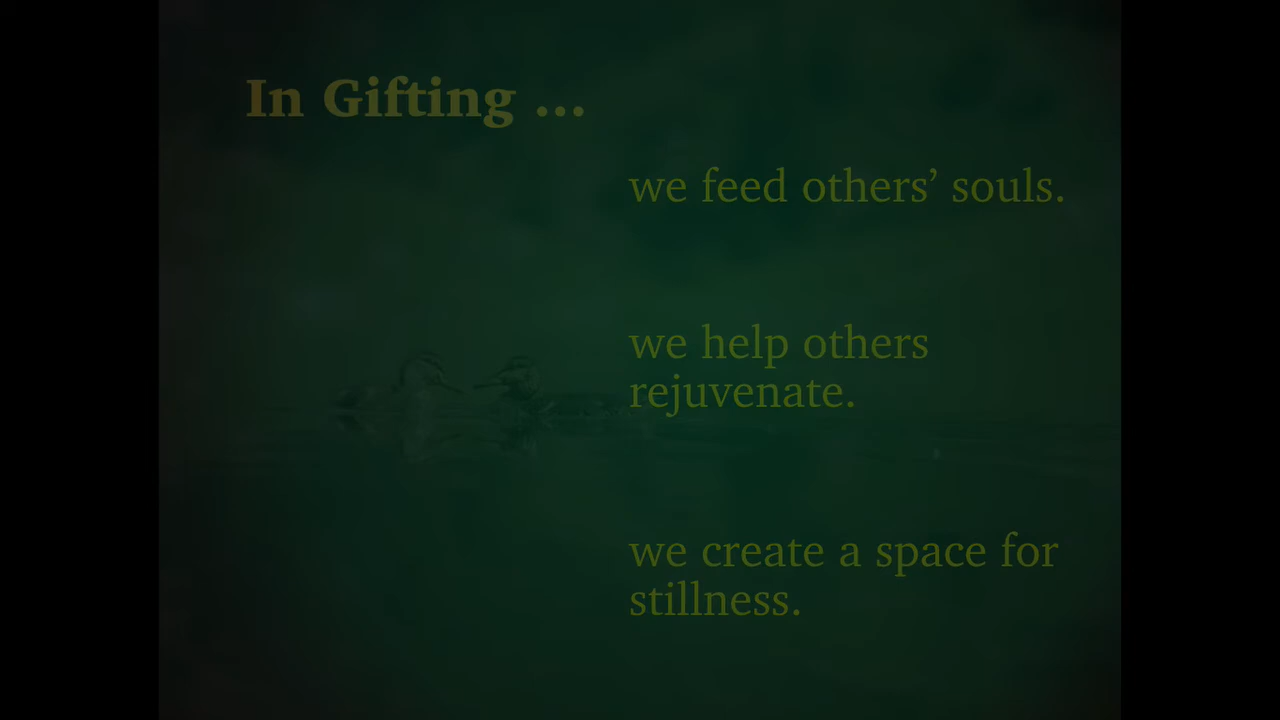 In Gifting ...
we feed others’ souls.
we help others
rejuvenate.
we create a space for
stillness.